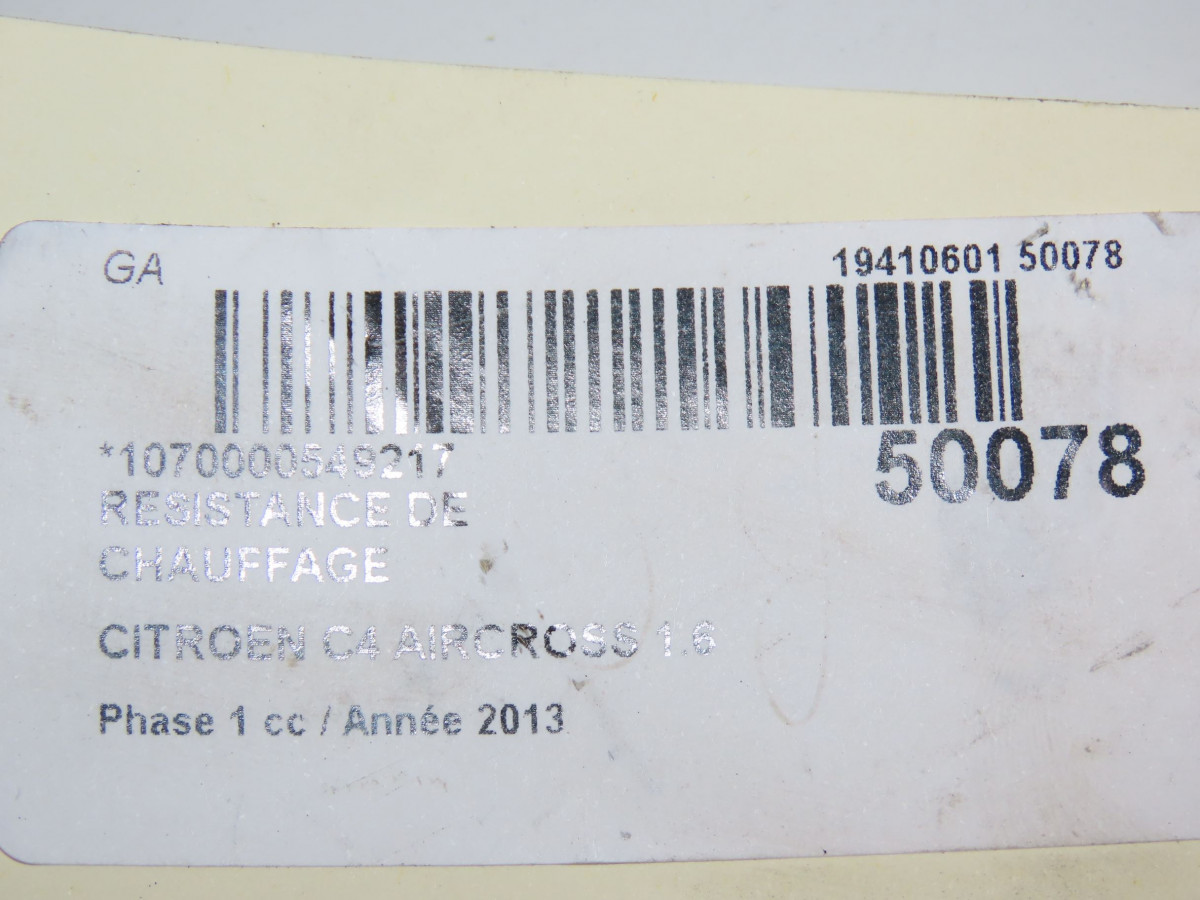 GA
19410601 50078
*1070000549217
50078
RESISTANCE DE
CHAUFFAGE
CITROEN C4 AIRCROSS 1.6
Phase 1 cc / Année 2013